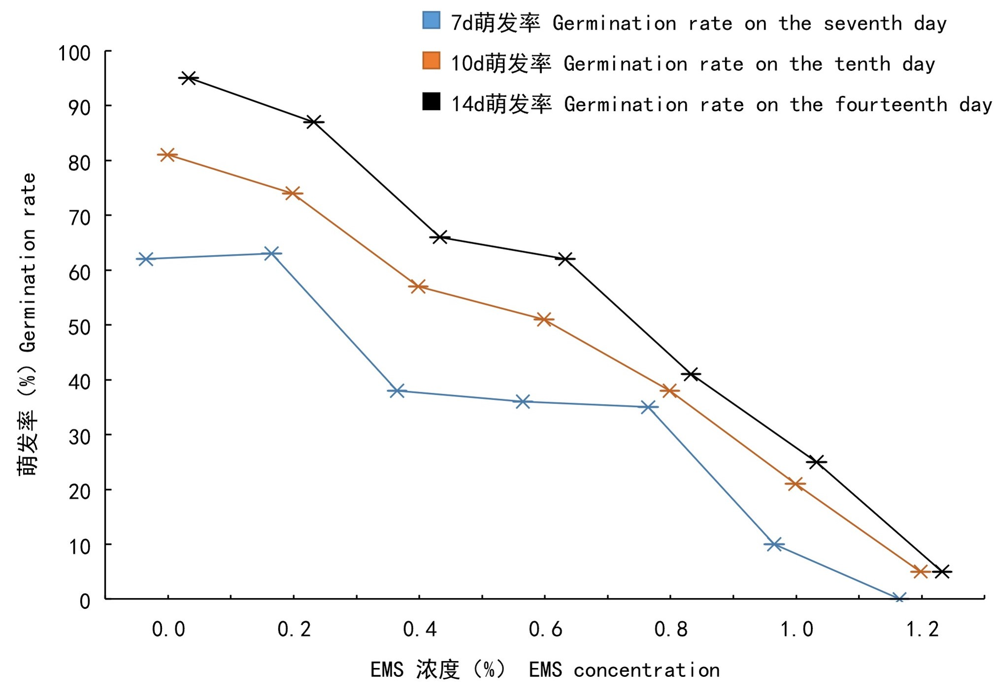 7d萌发率 Germination rate on the seventh day
10d萌发率 Germination rate on the tenth day
14d萌发率 Germination rate on the fourteenth day
100
90
80
70
60
50
40
30
20
10
0
萌发率（%）Germination rate
0.0 0.2 0.4 0.6 0.8 1.0 1.2
EMS 浓度（%） EMS concentration